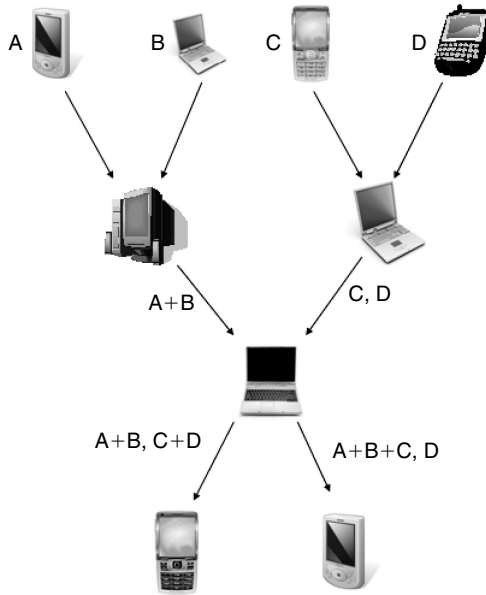 A
B
C
D
A+B
C, D
A+B, C+D
A+B+C, D